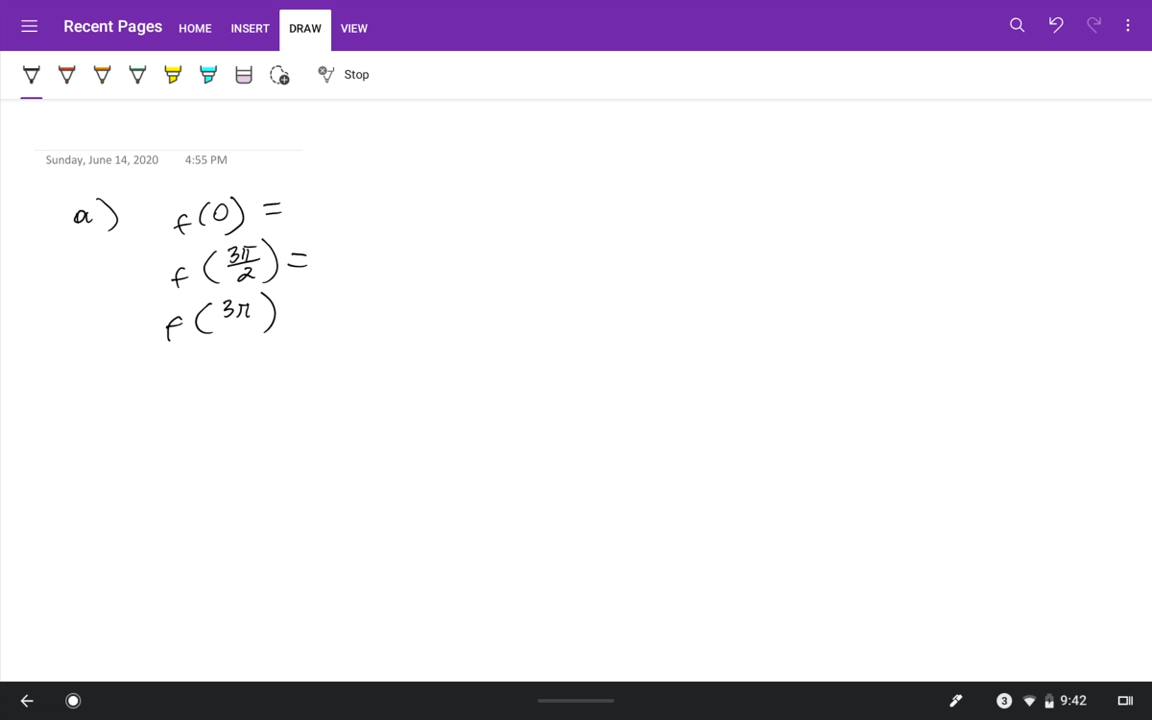 Recent Pages HOME INSERT DRAW VIEW
Stop
Sunday, June 14, 2020 4:55 PM
a) f(0) =
f(3π/2) =
f(3π)
3 9:42